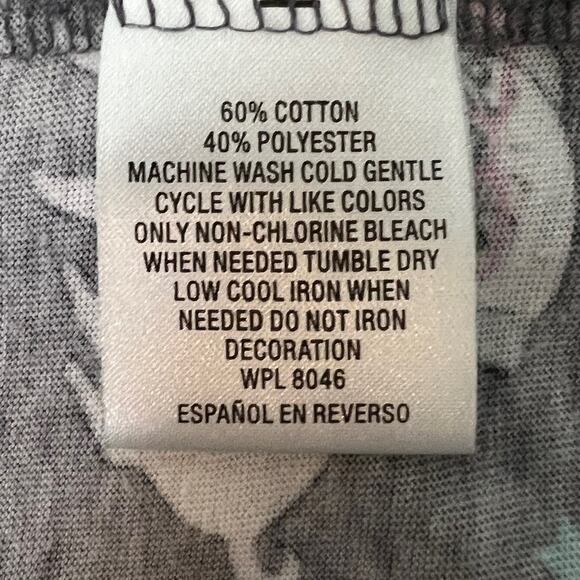 60% COTTON
40% POLYESTER
MACHINE WASH COLD GENTLE
CYCLE WITH LIKE COLORS
ONLY NON-CHLORINE BLEACH
WHEN NEEDED TUMBLE DRY
LOW COOL IRON WHEN
NEEDED DO NOT IRON
DECORATION
WPL 8046
ESPAÑOL EN REVERSO